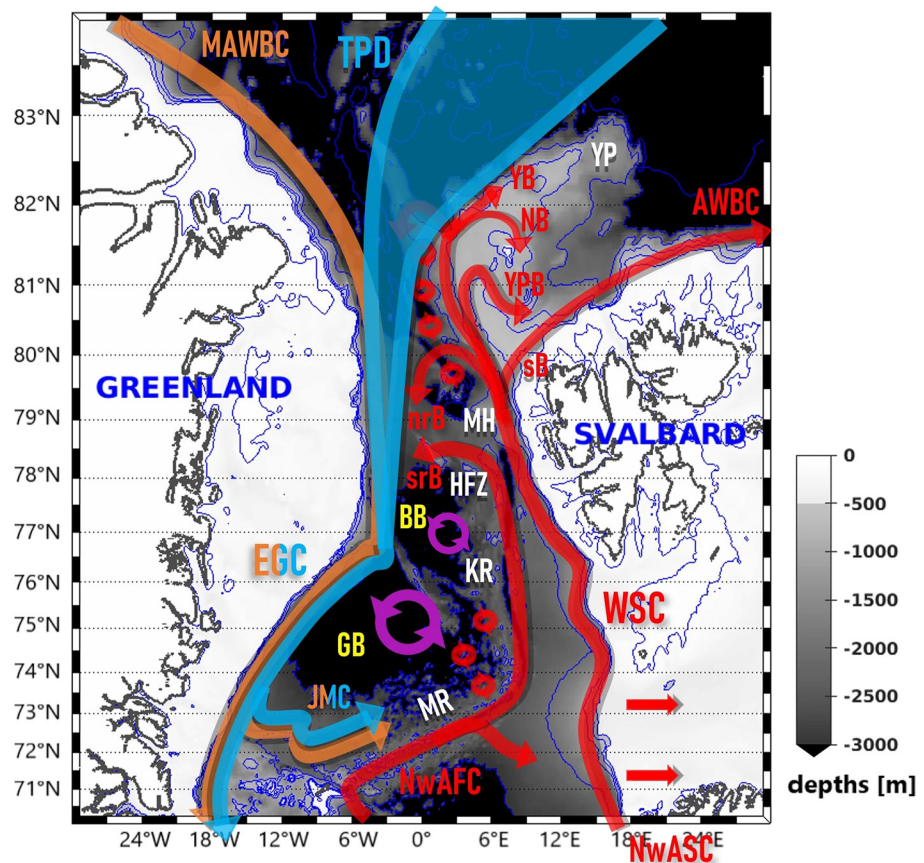 MAWBC
TPD
83°N
YP
YB
82°N
AWBC
NB
81°N
YPB
80°N
sB
GREENLAND
79°N
nrB
MH
SVALBARD
78°N
srB
HFZ
0
BB
-500
77°N
EGC
KR
-1000
76°N
WSC
-1500
75°N
GB
-2000
74°N
JMC
MR
-2500
73°N
72°N
-3000
NwAFC
71°N
depths [m]
24°W
18°W
12°W
6°W
0°
6°E
12°E
18°E
24°E
NwASC